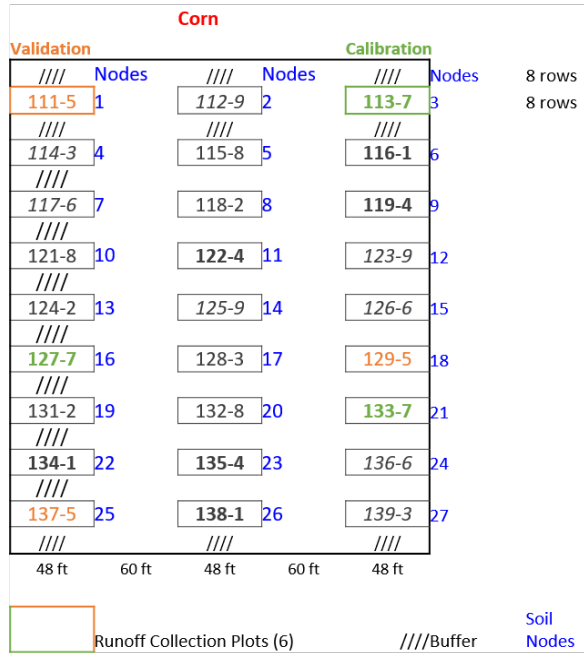 Corn
Validation Calibration
//// Nodes //// Nodes //// Nodes 8 rows
111-5 1 112-9 2 113-7 3 8 rows
//// //// ////
114-3 4 115-8 5 116-1 6
////
117-6 7 118-2 8 119-4 9
////
121-8 10 122-4 11 123-9 12
////
124-2 13 125-9 14 126-6 15
////
127-7 16 128-3 17 129-5 18
////
131-2 19 132-8 20 133-7 21
////
134-1 22 135-4 23 136-6 24
////
137-5 25 138-1 26 139-3 27
//// //// ////
48 ft 60 ft 48 ft 60 ft 48 ft
Soil
Runoff Collection Plots (6) ////Buffer Nodes